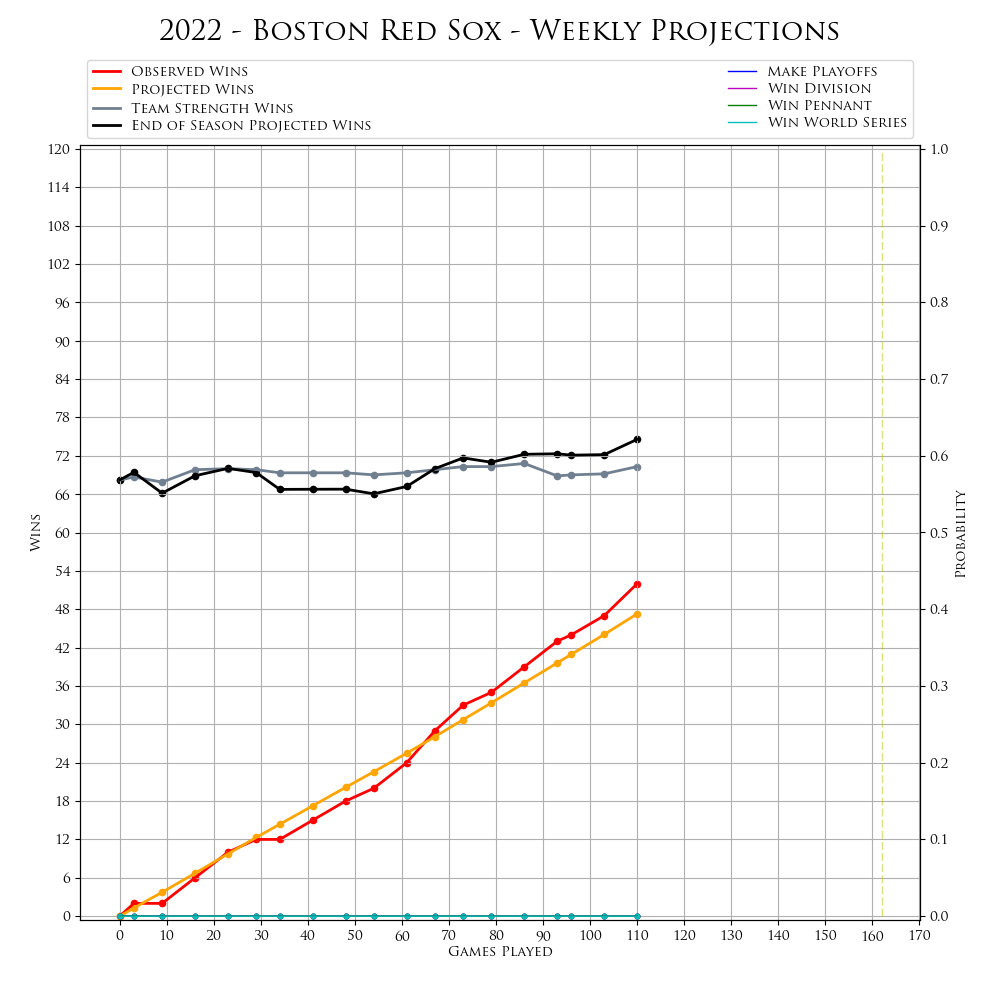 2022 - Boston Red Sox - Weekly Projections
Observed Wins
Projected Wins
Team Strength Wins
End of Season Projected Wins
Make Playoffs
Win Division
Win Pennant
Win World Series
120
114
108
102
96
90
84
78
72
66
60
54
48
42
36
30
24
18
12
6
0
Wins
1.0
0.9
0.8
0.7
0.6
0.5
0.4
0.3
0.2
0.1
0.0
Probability
0 10 20 30 40 50 60 70 80 90 100 110 120 130 140 150 160 170
Games Played